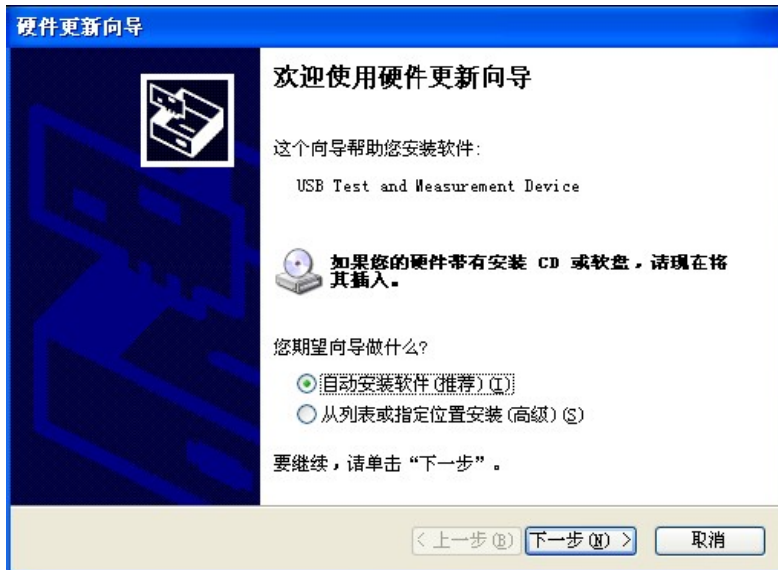 硬件更新向导
欢迎使用硬件更新向导
这个向导帮助您安装软件:
USB Test and Measurement Device
如果您的硬件带有安装 CD 或软盘，请现在将
其插入。
您期望向导做什么?
自动安装软件(推荐)(I)
从列表或指定位置安装(高级)(S)
要继续，请单击“下一步”。
< 上一步(B) 下一步(N) > 取消